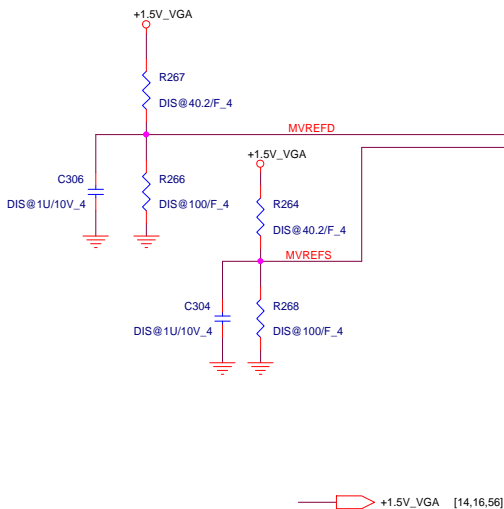 +1.5V_VGA
R267
DIS@40.2/F_4
MVREFD
+1.5V_VGA
C306
R266
DIS@1U/10V_4
DIS@100/F_4
R264
DIS@40.2/F_4
MVREFS
C304
R268
DIS@1U/10V_4
DIS@100/F_4
+1.5V_VGA [14,16,56]